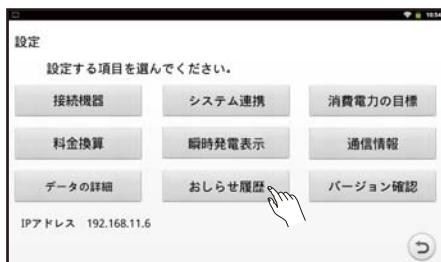 10:54
設定
設定する項目を選んでください。
接続機器 システム連携 消費電力の目標
料金換算 瞬時発電表示 通信情報
データの詳細 おしらせ履歴 バージョン確認
IPアドレス 192.168.11.6